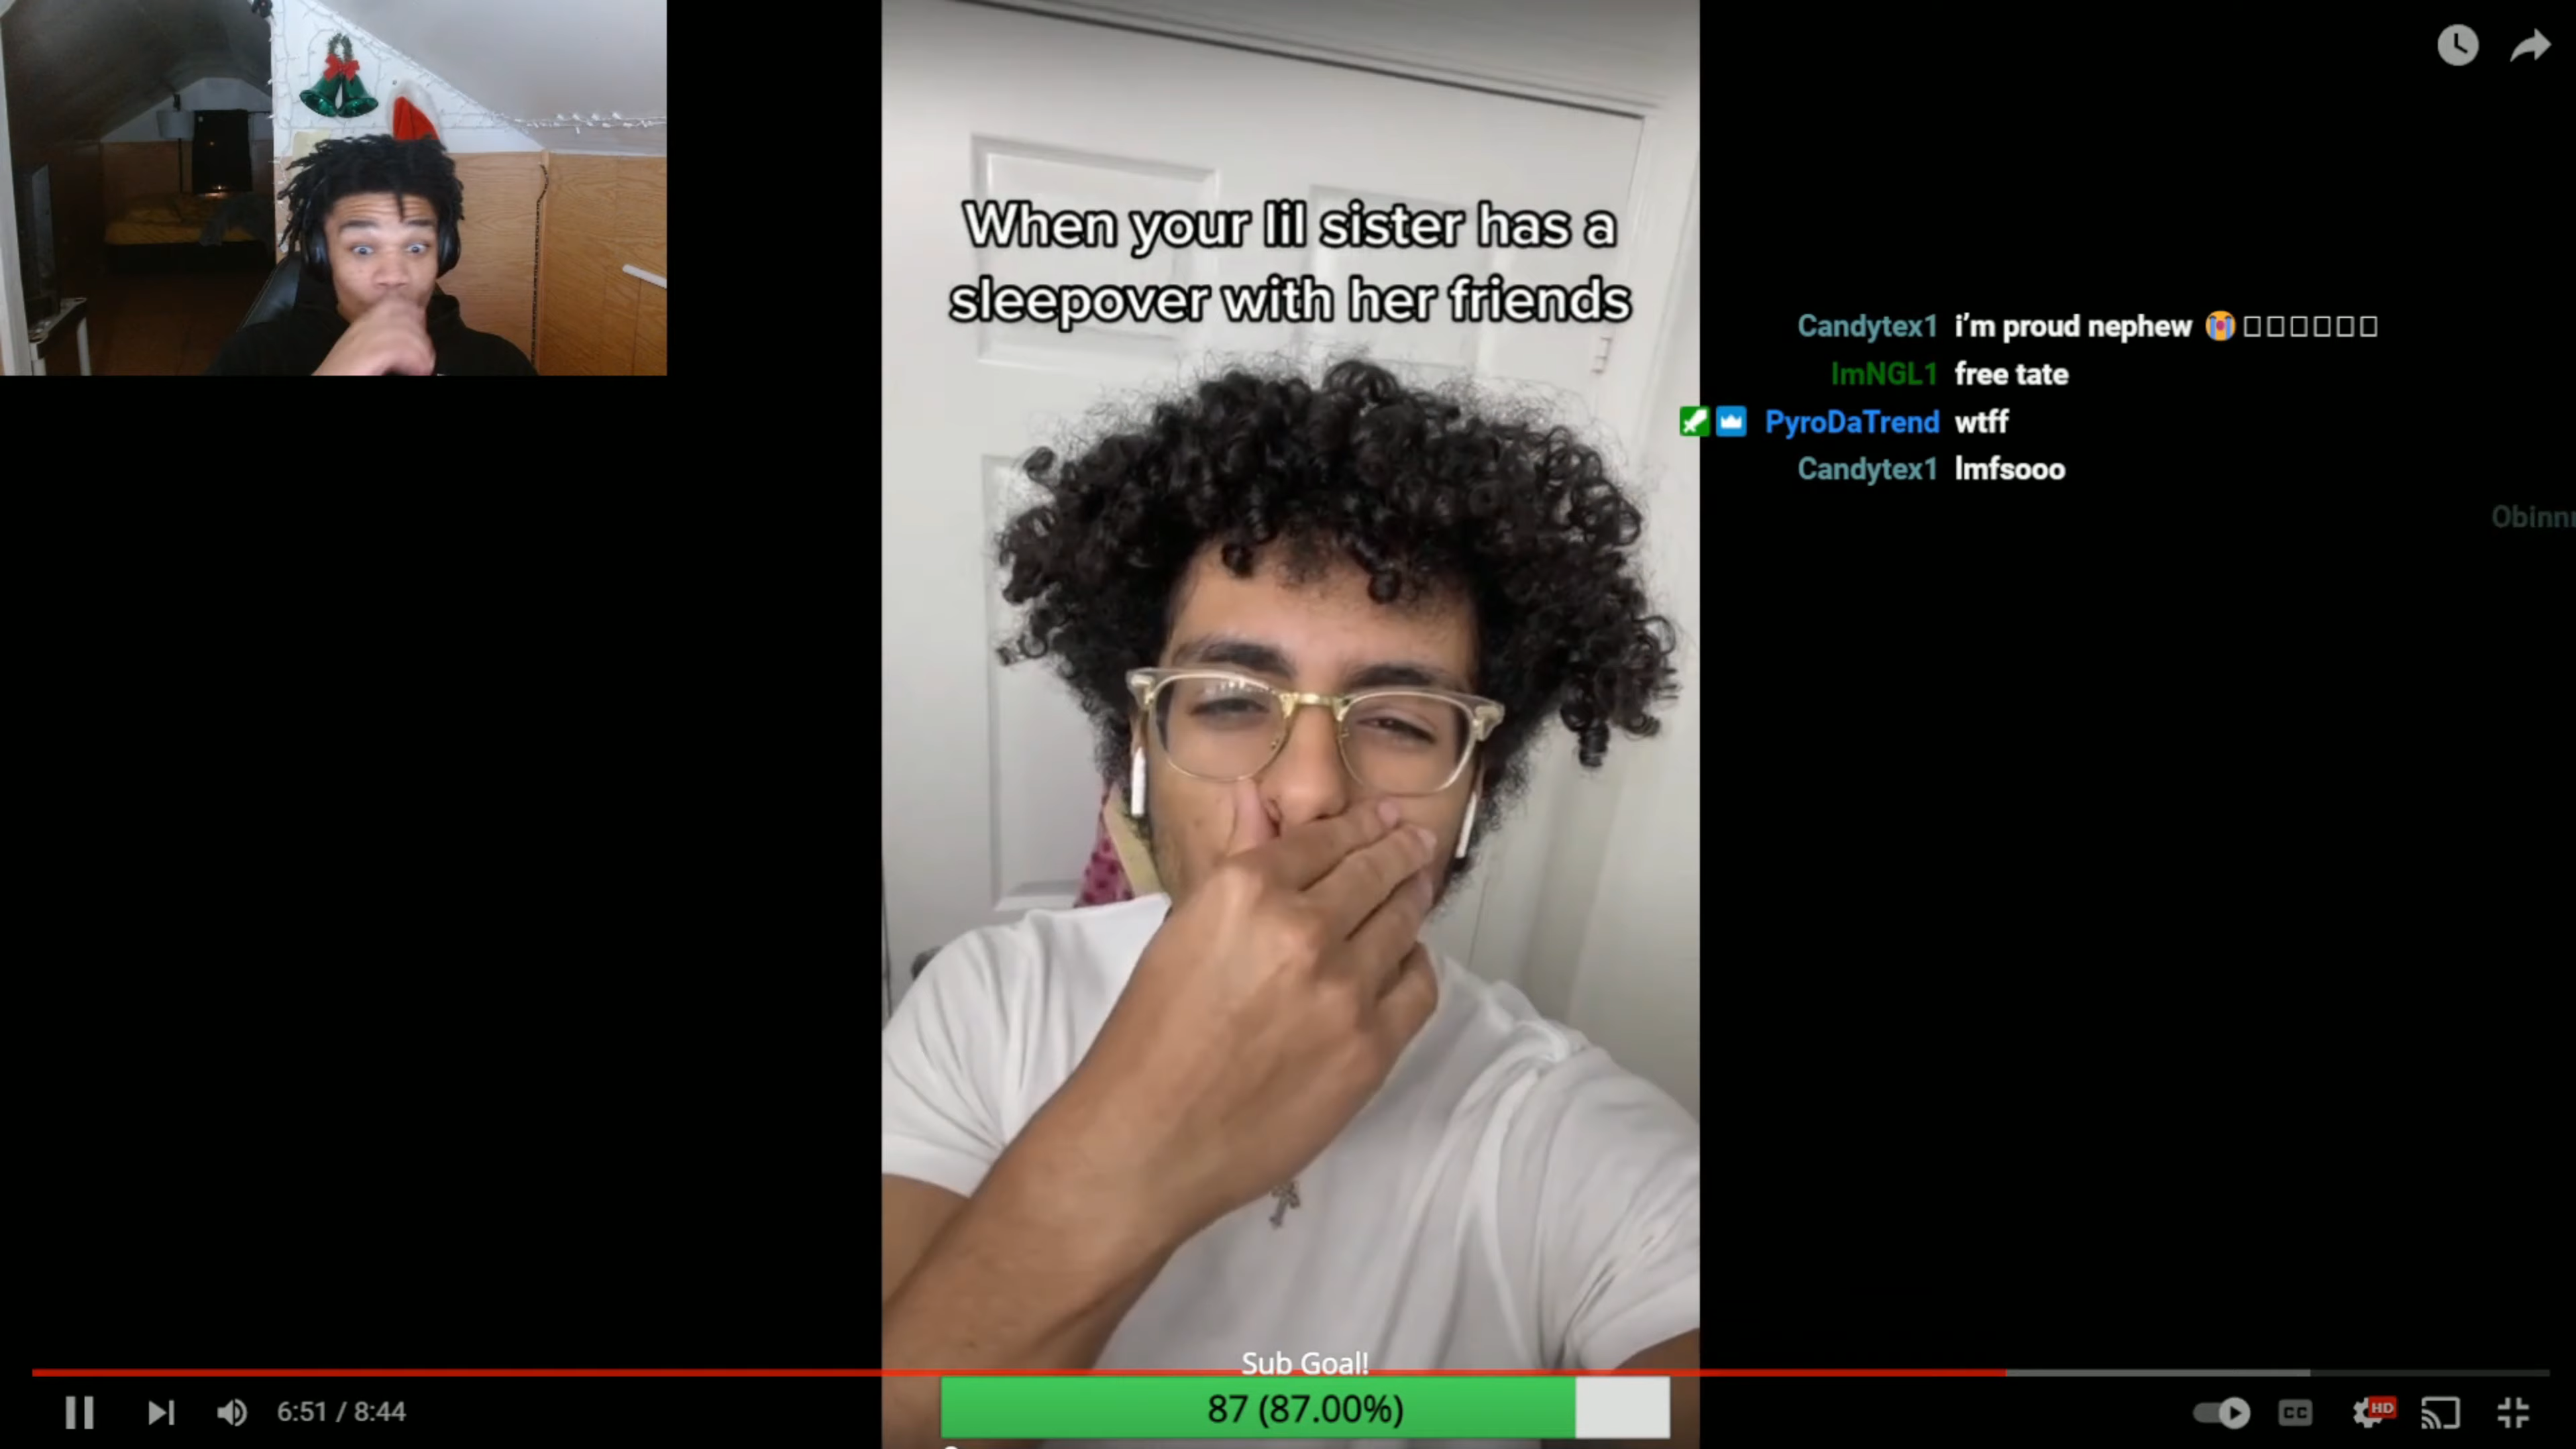 When your lil sister has a
sleepover with her friends
Candytex1 i'm proud nephew 😭
ImNGL1 free tate
PyroDaTrend wtff
Candytex1 lmfsooo
Sub Goal!
87 (87.00%)
6:51 / 8:44
CC
HD